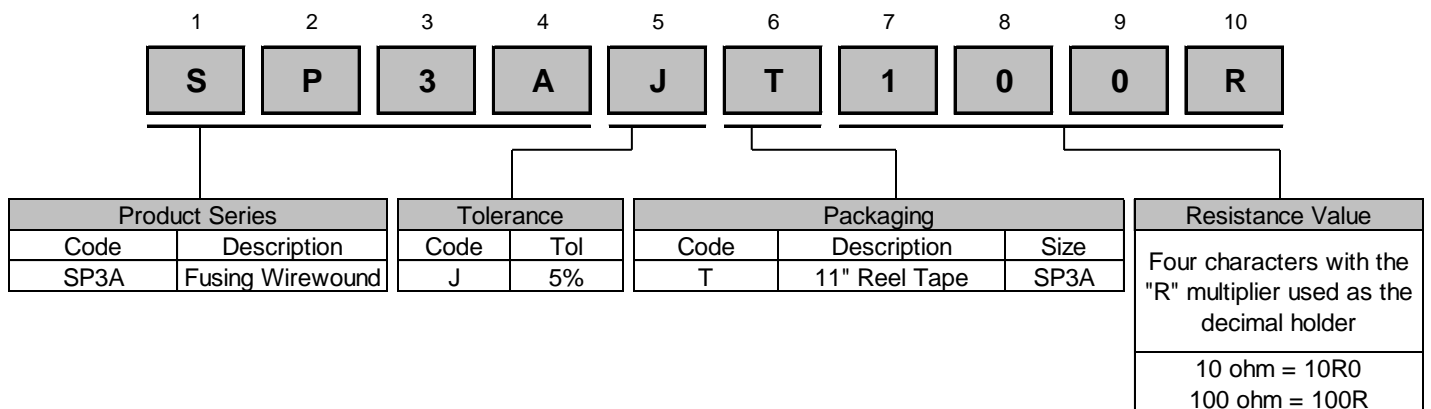 1 2 3 4 5 6 7 8 9 10
S P 3 A J T 1 0 0 R
Product Series
Code Description
SP3A Fusing Wirewound
Tolerance
Code Tol
J 5%
Packaging
Code Description Size
T 11" Reel Tape SP3A
Resistance Value
Four characters with the
"R" multiplier used as the
decimal holder
10 ohm = 10R0
100 ohm = 100R